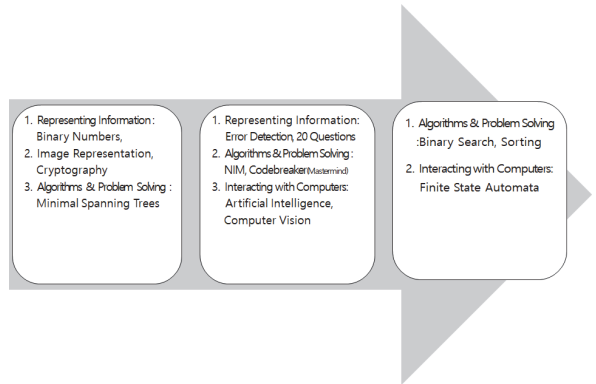 1. Representing Information :
Binary Numbers,
2. Image Representation,
Cryptography
3. Algorithms & Problem Solving :
Minimal Spanning Trees
1. Representing Information:
Error Detection, 20 Questions
2. Algorithms & Problem Solving :
NIM, Codebreaker(Mastermind)
3. Interacting with Computers:
Artificial Intelligence,
Computer Vision
1. Algorithms & Problem Solving
:Binary Search, Sorting
2. Interacting with Computers:
Finite State Automata